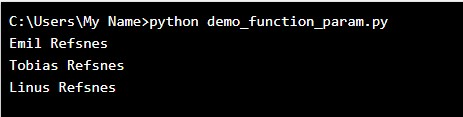 C:\Users\My Name>python demo_function_param.py
Emil Refsnes
Tobias Refsnes
Linus Refsnes